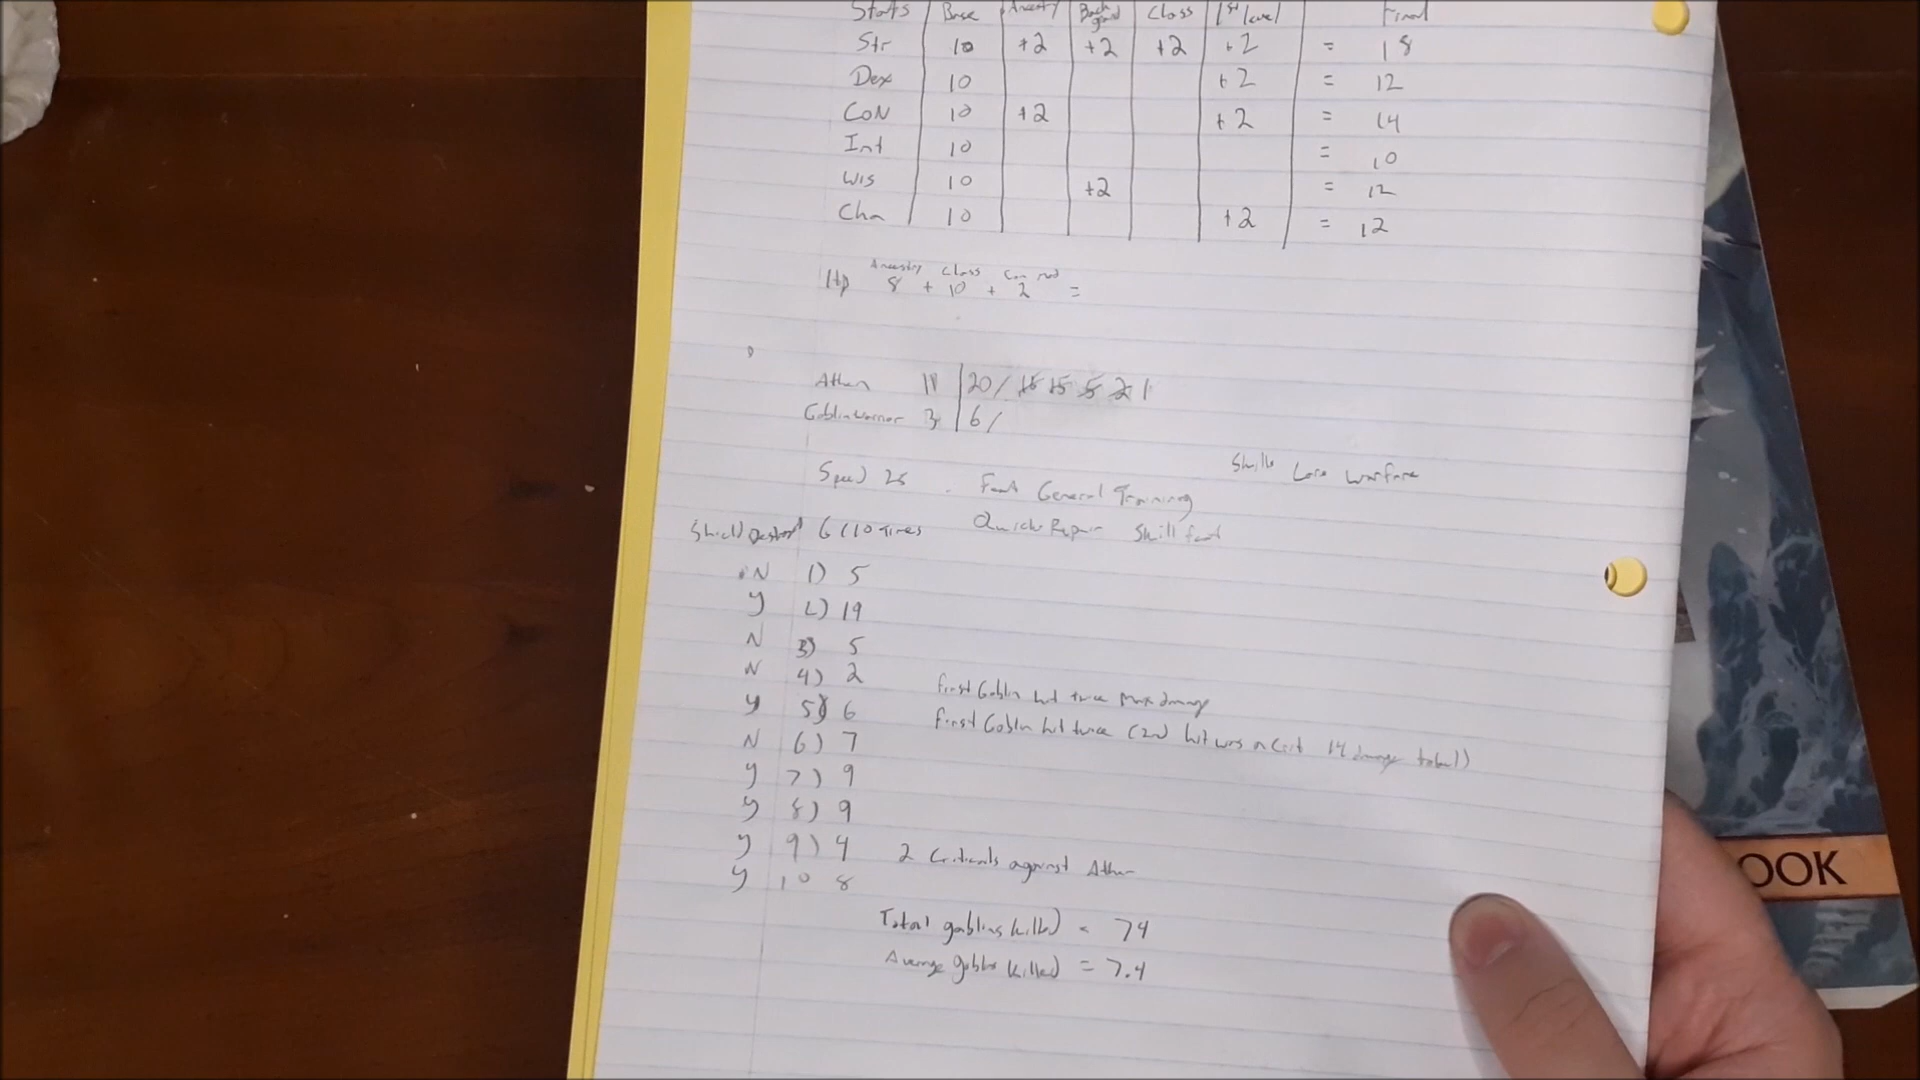 Stats Base Ancestry Background Class 1st level Final
Str 10 +2 +2 +2 +2 = 18
Dex 10 +2 = 12
CoN 10 +2 +2 = 14
Int 10 = 10
Wis 10 +2 = 12
Cha 10 +2 = 12
Ancestry Class Con mod
Hp 8 + 10 + 2 =
20/ 15 15 5 2 1
Goblin warrior 3 6/
Skills Lore Warfare
Speed 25 Feat General Training
Shield Destroy 6/10 Times Quick Repair Skill feat
N 1) 5
y 2) 19
N 3) 5
N 4) 2
First Goblin hit twice Max damage
y 5) 6
First Goblin hit twice (2nd hit was a Crit 14 damage total)
N 6) 7
y 7) 9
y 8) 9
y 9) 4 2 Criticals against
y 10 8
Total goblins killed = 74
Average goblins killed = 7.4
OOK